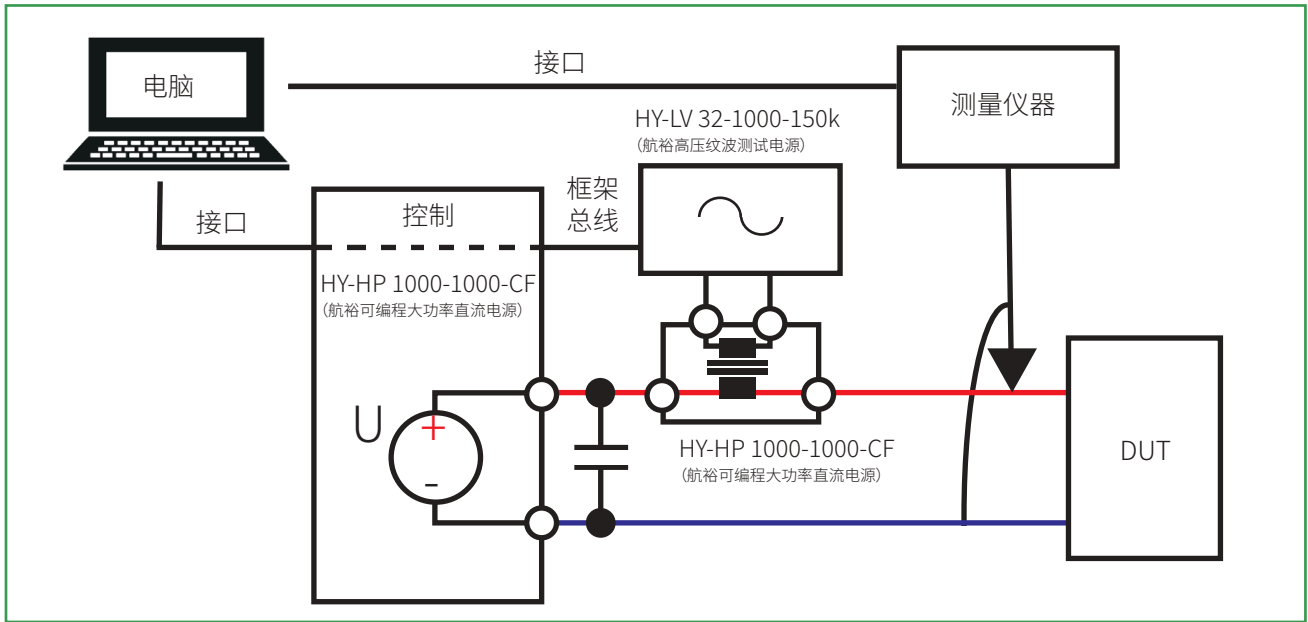 电脑
接口
测量仪器
HY-LV 32-1000-150k
(航裕高压纹波测试电源)
框架
总线
控制
接口
HY-HP 1000-1000-CF
(航裕可编程大功率直流电源)
U
+
-
HY-HP 1000-1000-CF
(航裕可编程大功率直流电源)
DUT